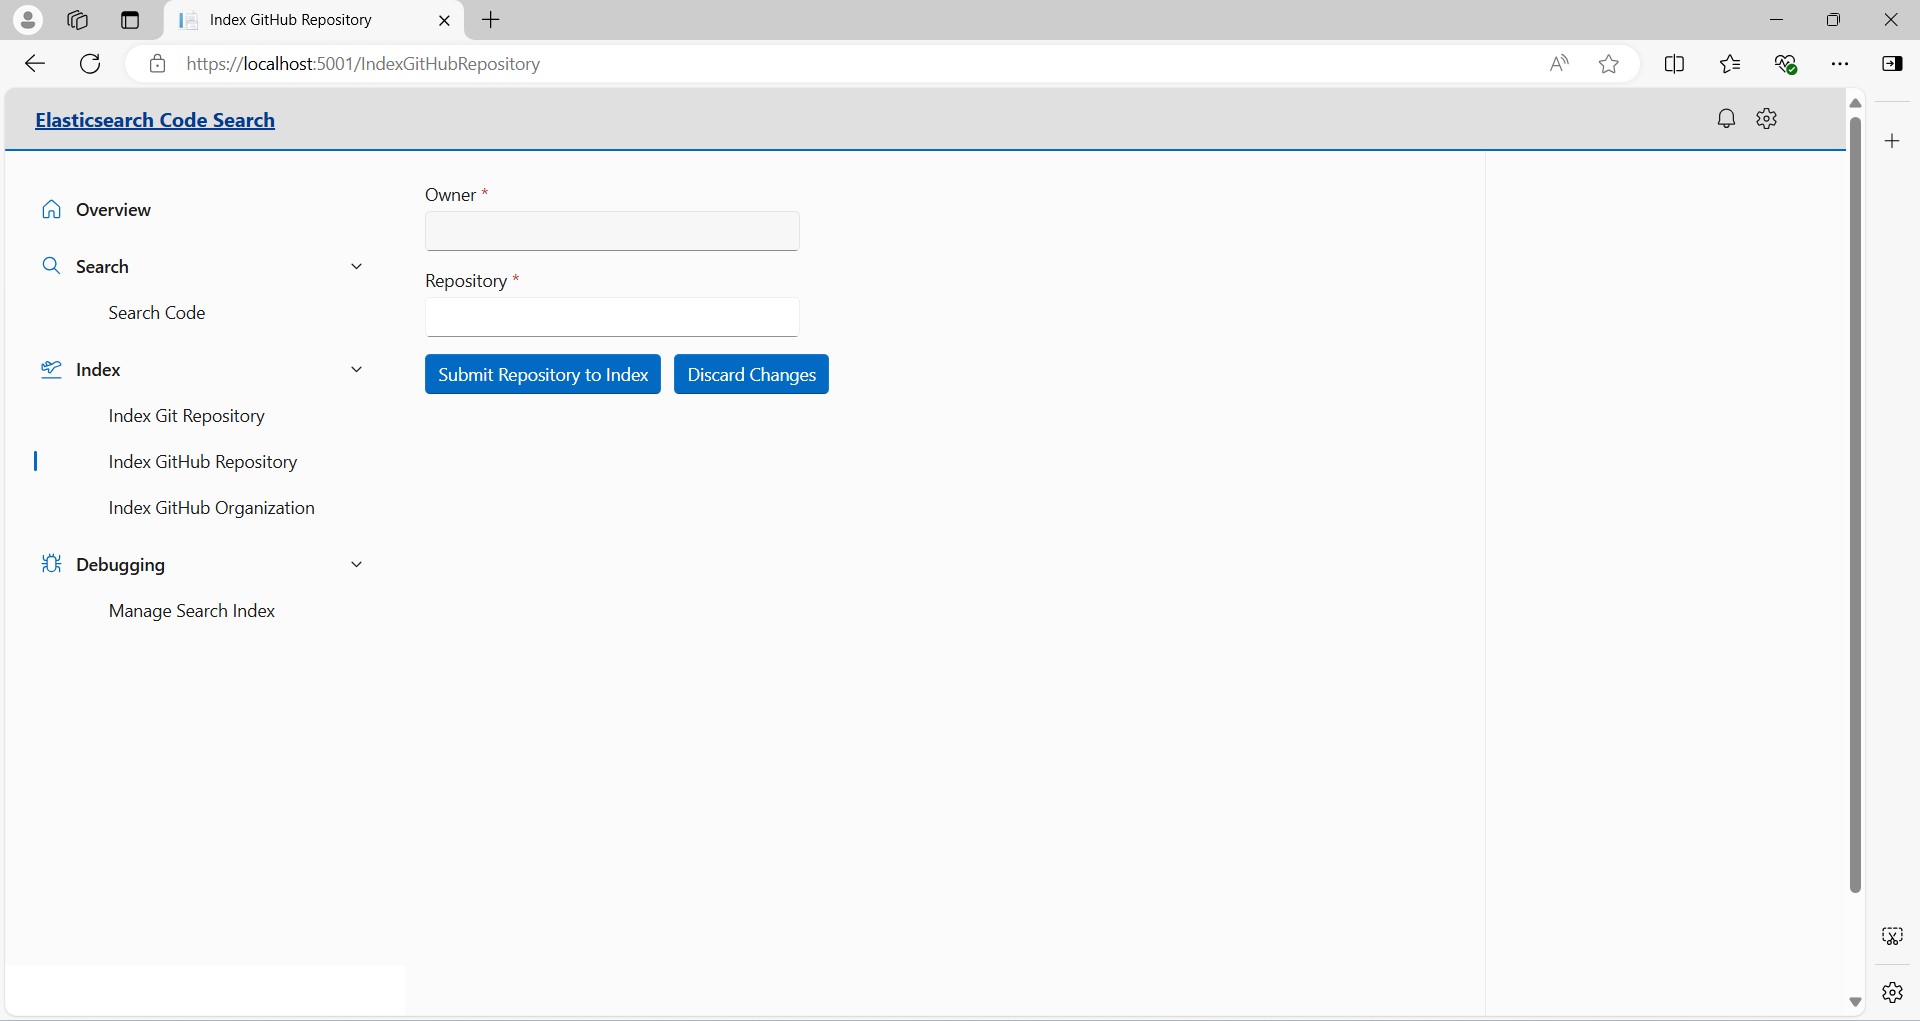 Index GitHub Repository
https://localhost:5001/IndexGitHubRepository
Elasticsearch Code Search
Overview
Search
Search Code
Index
Index Git Repository
Index GitHub Repository
Index GitHub Organization
Debugging
Manage Search Index
Owner *
Repository *
Submit Repository to Index
Discard Changes